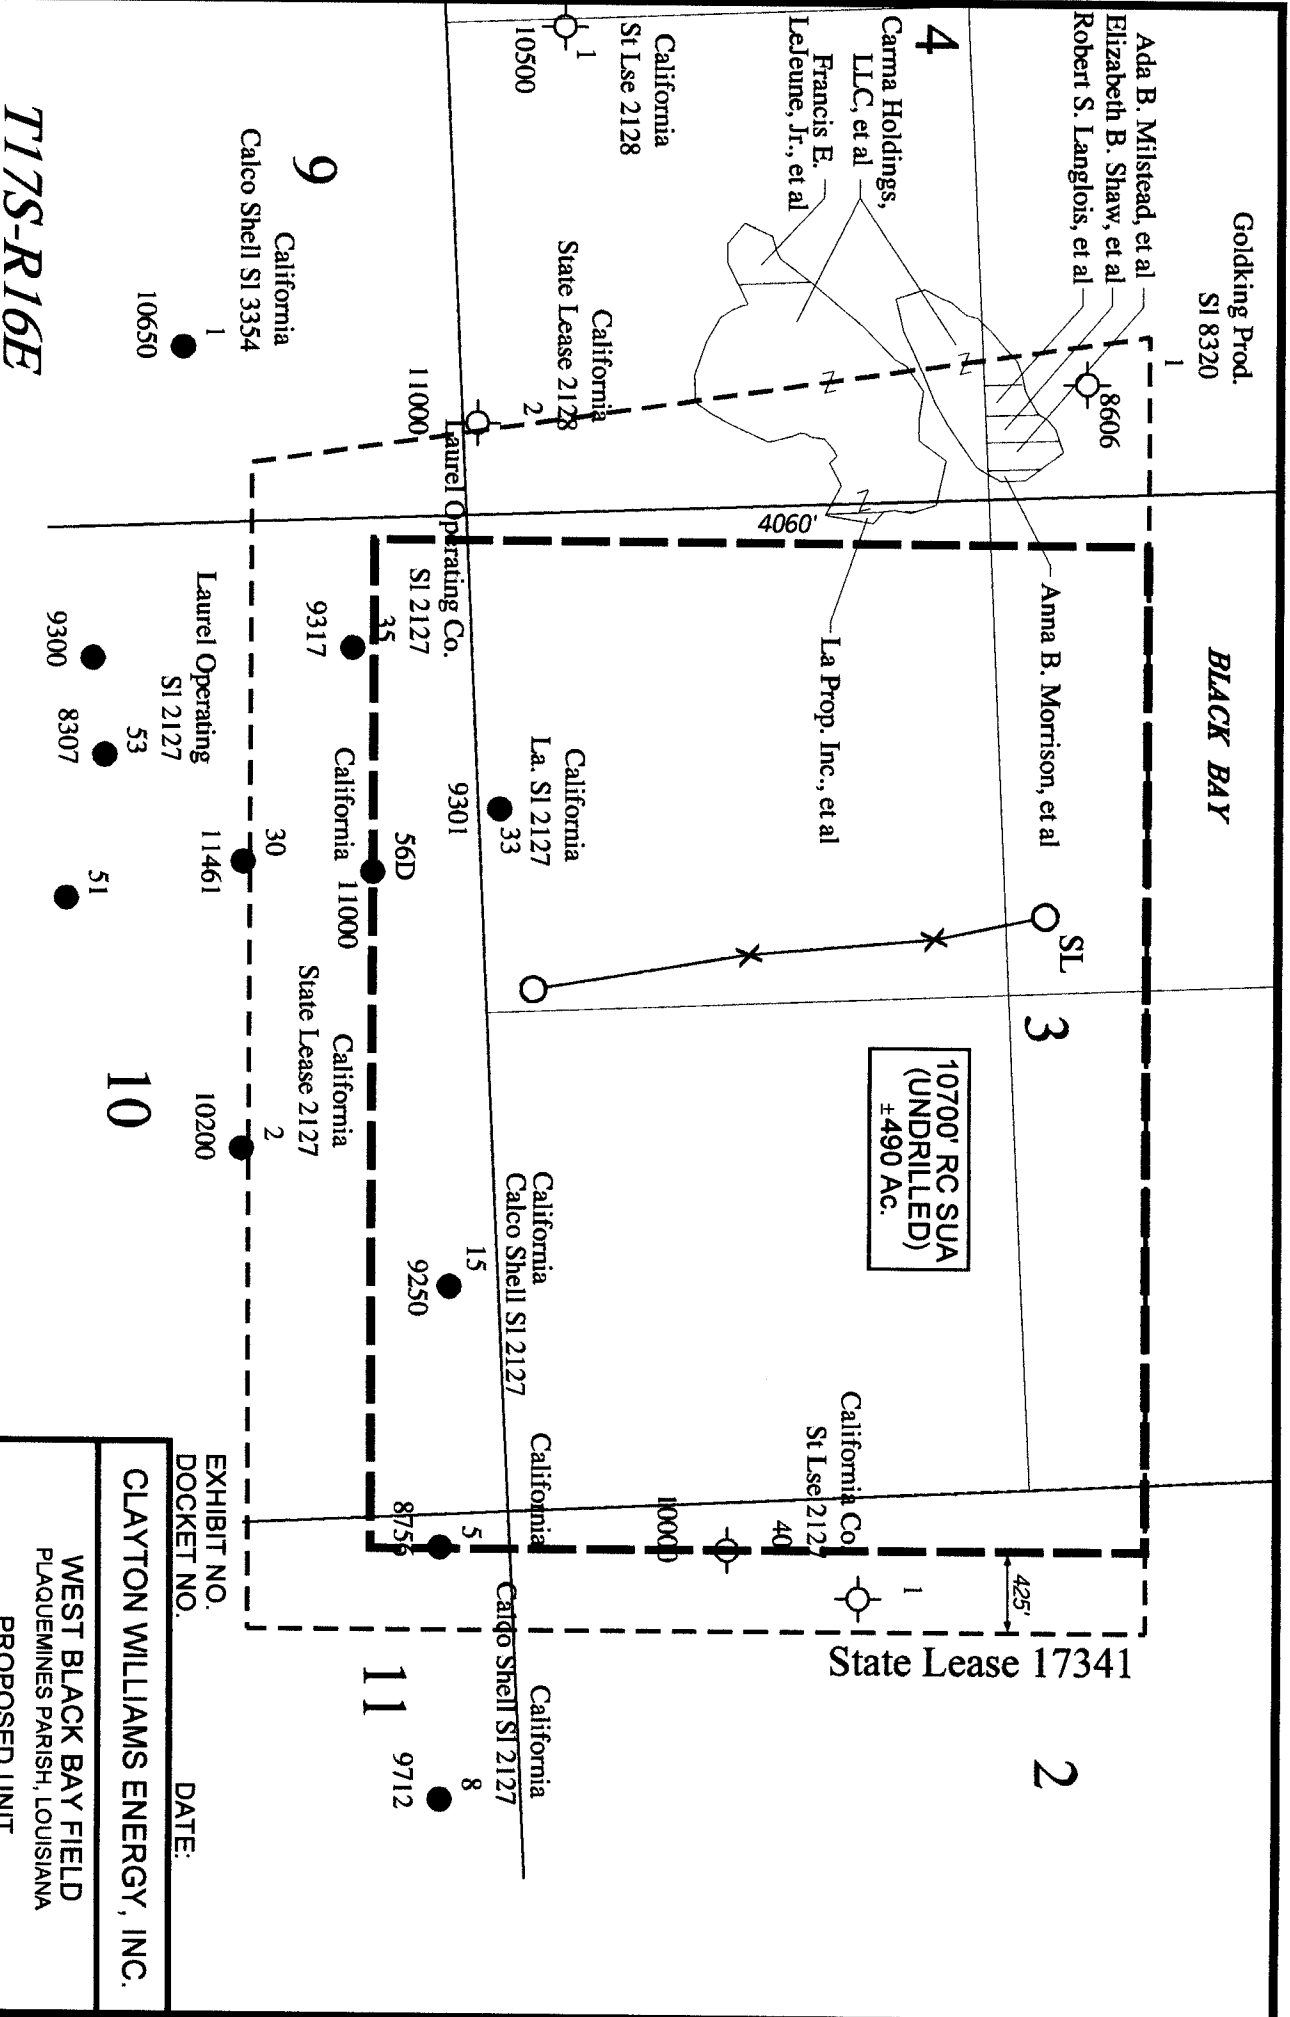 Goldking Prod.
Sl 8320
1
8606
Ada B. Milstead, et al
Elizabeth B. Shaw, et al
Robert S. Langlois, et al
BLACK BAY
4
Carma Holdings,
LLC, et al
Francis E.
LeJeune, Jr., et al
Anna B. Morrison, et al
La Prop. Inc., et al
4060'
SL
3
10700' RC SUA
(UNDRILLED)
±490 Ac.
425'
State Lease 17341
2
California Co.
St Lse 2127
40
10000
1
California
St Lse 2128
1
10500
California
State Lease 2128
2
11000
California
La. Sl 2127
33
9301
California
Calco Shell Sl 2127
15
9250
California
Calco Shell Sl 2127
5
8756
California
8
9712
Laurel Operating Co.
Sl 2127
35
9317
56D
California
11000
California
State Lease 2127
2
10200
9
California
Calco Shell Sl 3354
1
10650
Laurel Operating
Sl 2127
53
8307
9300
30
11461
51
10
11
T17S-R16E
EXHIBIT NO.
DOCKET NO.
DATE:
CLAYTON WILLIAMS ENERGY, INC.
WEST BLACK BAY FIELD
PLAQUEMINES PARISH, LOUISIANA
PROPOSED UNIT